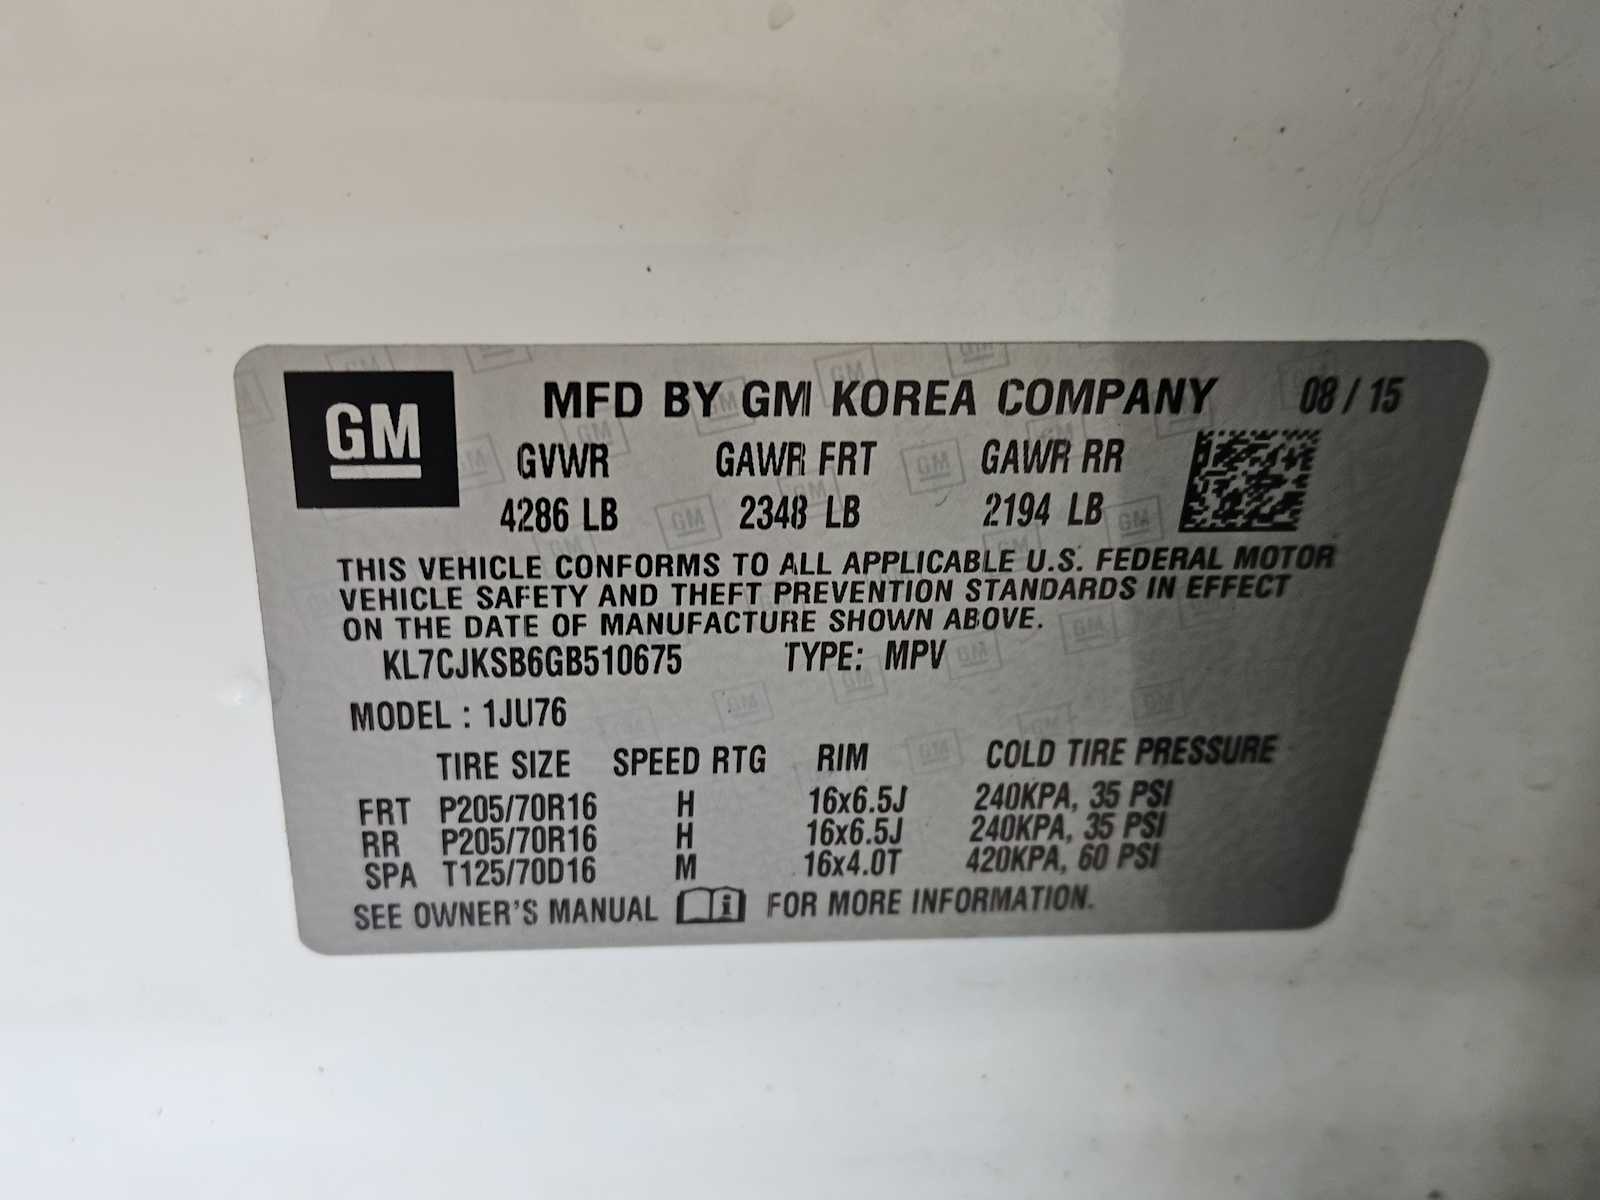 GM
MFD BY GM KOREA COMPANY 08 / 15
GVWR GAWR FRT GAWR RR
4286 LB 2348 LB 2194 LB
THIS VEHICLE CONFORMS TO ALL APPLICABLE U.S. FEDERAL MOTOR
VEHICLE SAFETY AND THEFT PREVENTION STANDARDS IN EFFECT
ON THE DATE OF MANUFACTURE SHOWN ABOVE.
KL7CJKSB6GB510675 TYPE: MPV
MODEL : 1JU76
TIRE SIZE SPEED RTG RIM COLD TIRE PRESSURE
FRT P205/70R16 H 16x6.5J 240KPA, 35 PSI
RR P205/70R16 H 16x6.5J 240KPA, 35 PSI
SPA T125/70D16 M 16x4.0T 420KPA, 60 PSI
SEE OWNER'S MANUAL i FOR MORE INFORMATION.